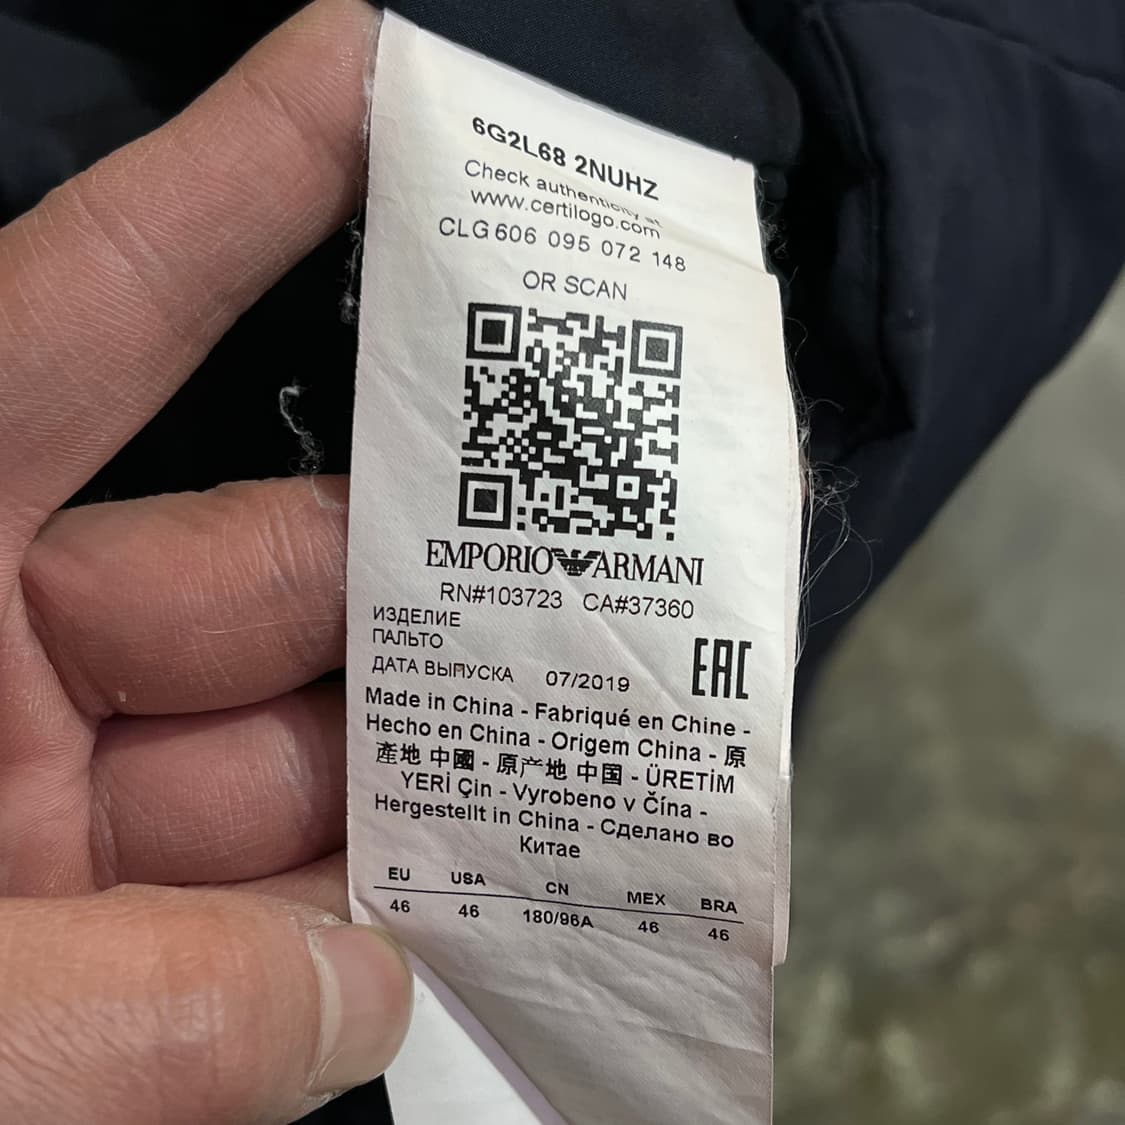 6G2L68 2NUHZ
Check authenticity at
www.certilogo.com
CLG 606 095 072 148
OR SCAN
EMPORIO ARMANI
RN#103723 CA#37360
ИЗДЕЛИЕ
ПАЛЬТО
ДАТА ВЫПУСКА 07/2019
EAC
Made in China - Fabriqué en Chine -
Hecho en China - Origem China - 原
產地 中國 - 原产地 中国 - ÜRETİM
YERİ Çin - Vyrobeno v Čína -
Hergestellt in China - Сделано во
Китае
EU USA CN MEX BRA
46 46 180/96A 46 46